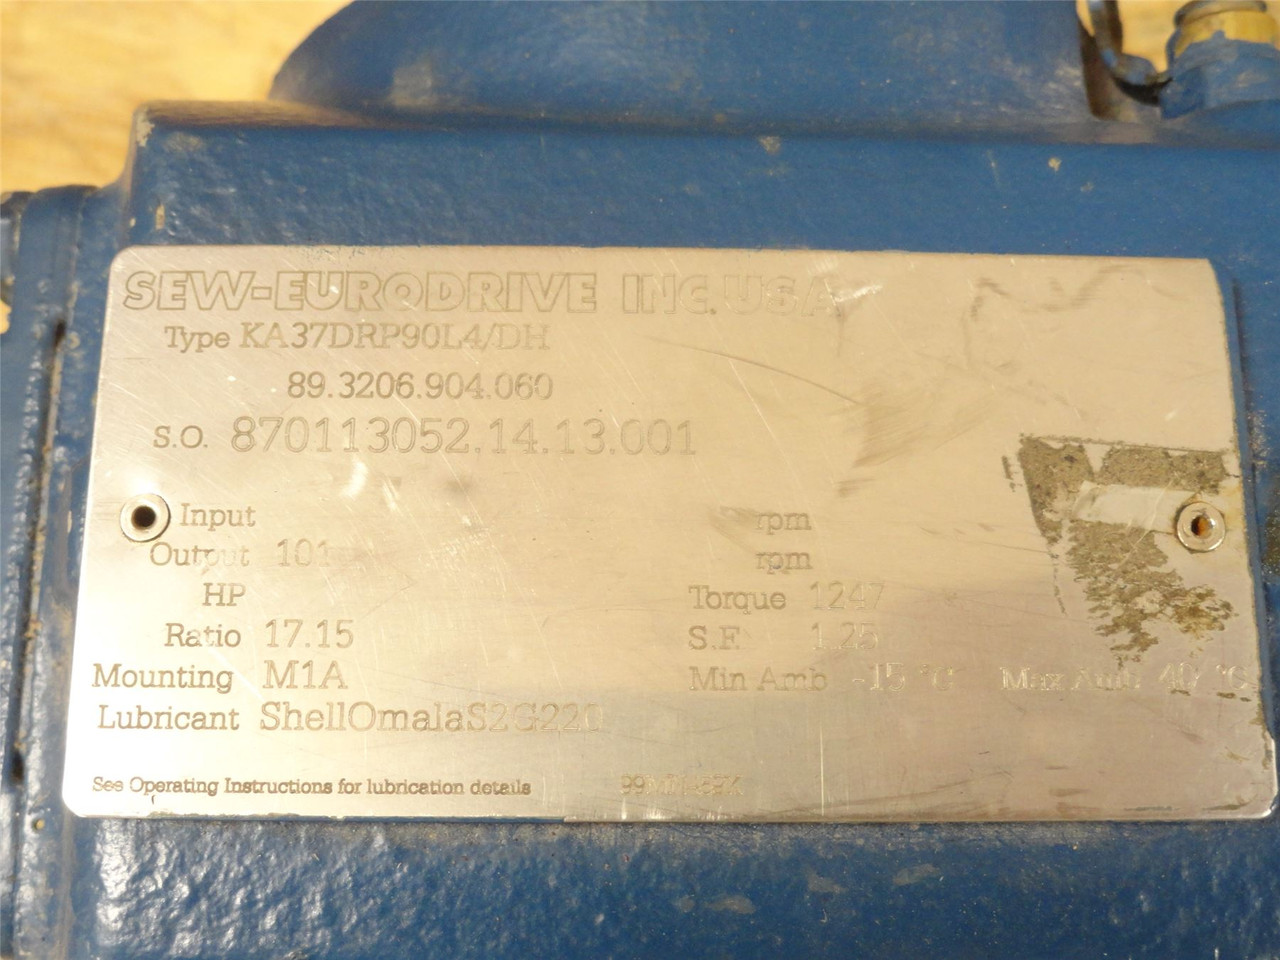 SEW-EURODRIVE INC. USA
Type KA37DRP90L4/DH
89.3206.904.060
S.O. 870113052.14.13.001
Input rpm
Output 101 rpm
HP Torque 1247
Ratio 17.15 S.F. 1.25
Mounting M1A Min Amb -15 °C Max Amb 40 °C
Lubricant ShellOmalaS2G220
See Operating Instructions for lubrication details